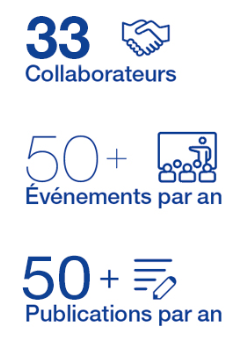 33
Collaborateurs
50+
Événements par an
50+
Publications par an